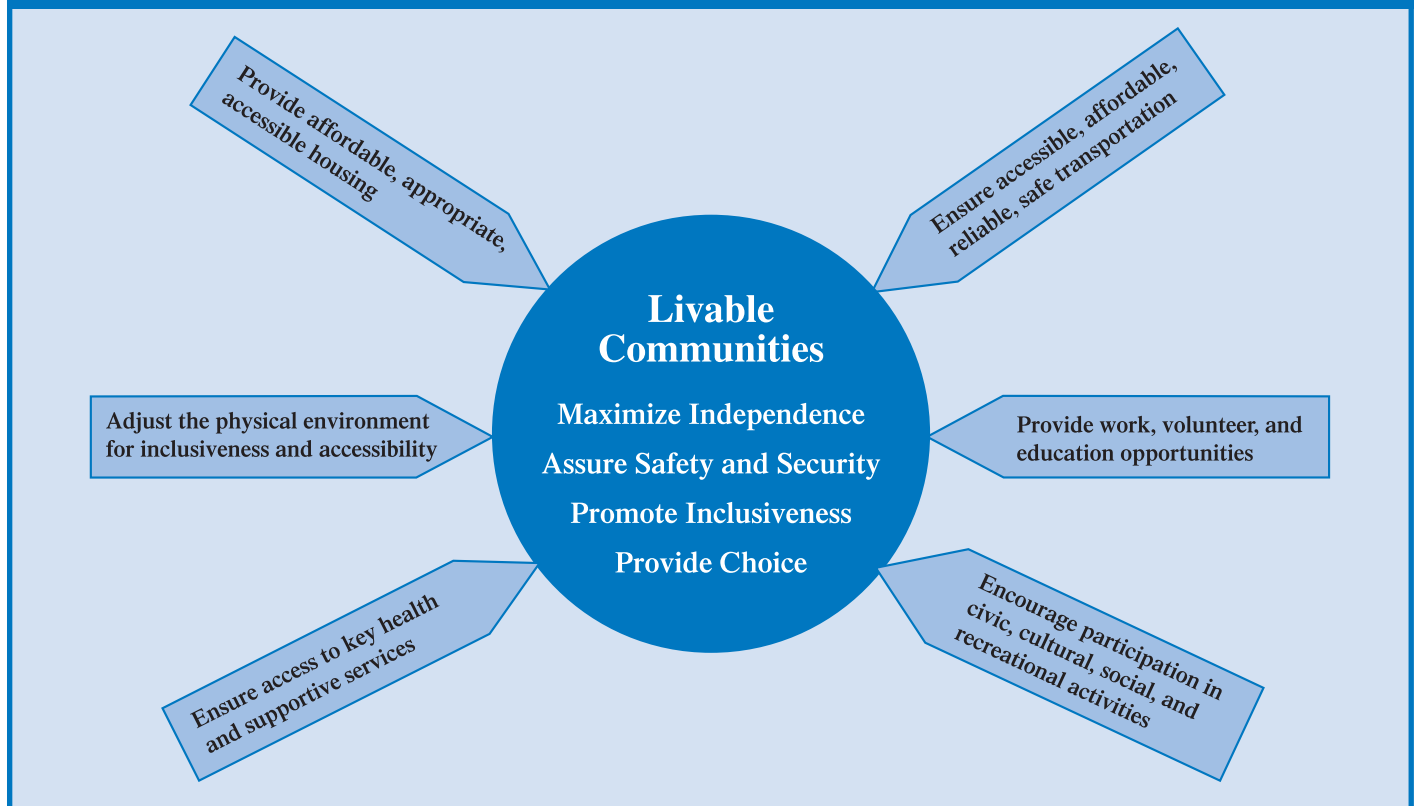 Provide affordable, appropriate,
accessible housing
Ensure accessible, affordable,
reliable, safe transportation
Livable
Communities
Maximize Independence
Assure Safety and Security
Promote Inclusiveness
Provide Choice
Adjust the physical environment
for inclusiveness and accessibility
Provide work, volunteer, and
education opportunities
Ensure access to key health
and supportive services
Encourage participation in
civic, cultural, social, and
recreational activities